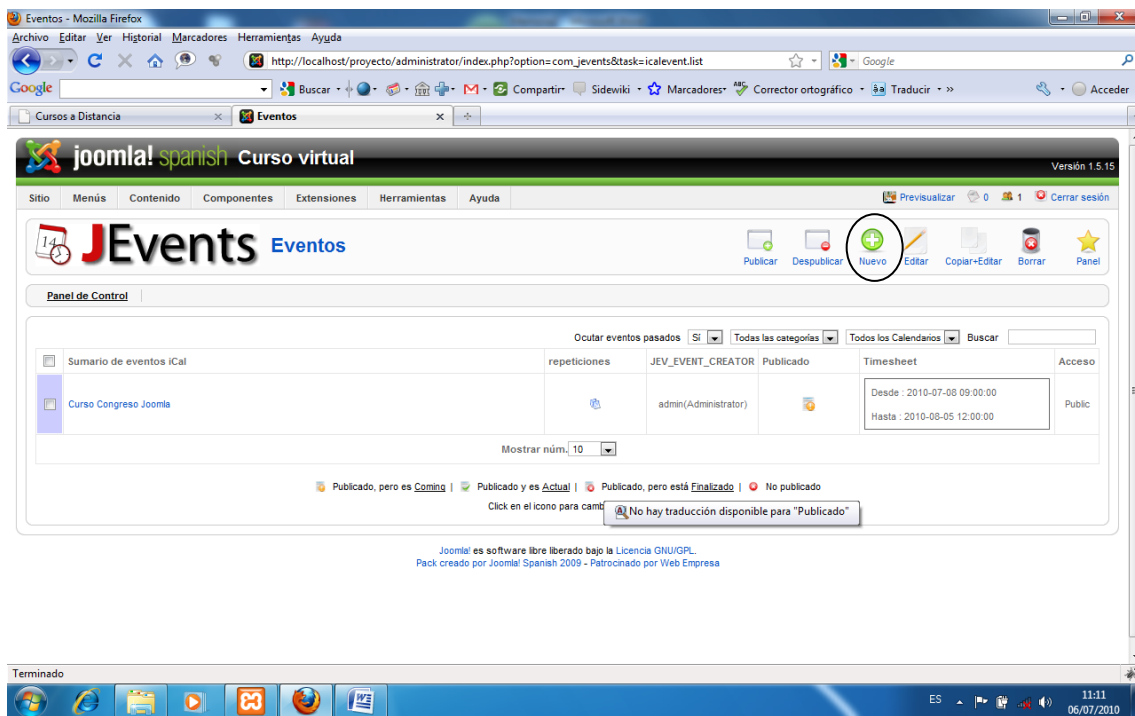 Eventos - Mozilla Firefox
Archivo Editar Ver Historial Marcadores Herramientas Ayuda
http://localhost/proyecto/administrator/index.php?option=com_jevents&task=icalevent.list Google
Google Buscar Compartir Sidewiki Marcadores ABC Corrector ortográfico Traducir » Acceder
Cursos a Distancia Eventos
joomla! spanish Curso virtual
Versión 1.5.15
Sitio Menús Contenido Componentes Extensiones Herramientas Ayuda Previsualizar 0 1 Cerrar sesión
14 JEvents Eventos
Publicar Despublicar Nuevo Editar Copiar+Editar Borrar Panel
Panel de Control
Ocutar eventos pasados Sí Todas las categorías Todos los Calendarios Buscar
Sumario de eventos iCal repeticiones JEV_EVENT_CREATOR Publicado Timesheet Acceso
Curso Congreso Joomla admin(Administrator) Desde : 2010-07-08 09:00:00 Public
Hasta : 2010-08-05 12:00:00
Mostrar núm. 10
Publicado, pero es Coming | Publicado y es Actual | Publicado, pero está Finalizado | No publicado
Click en el icono para camb
No hay traducción disponible para "Publicado"
Joomla! es software libre liberado bajo la Licencia GNU/GPL.
Pack creado por Joomla! Spanish 2009 - Patrocinado por Web Empresa
Terminado
ES 11:11
06/07/2010